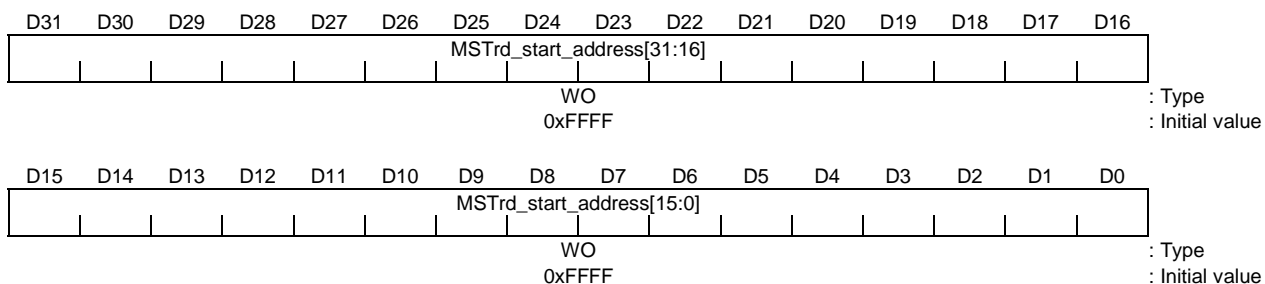 D31 D30 D29 D28 D27 D26 D25 D24 D23 D22 D21 D20 D19 D18 D17 D16
MSTrd_start_address[31:16]
WO : Type
0xFFFF : Initial value
D15 D14 D13 D12 D11 D10 D9 D8 D7 D6 D5 D4 D3 D2 D1 D0
MSTrd_start_address[15:0]
WO : Type
0xFFFF : Initial value